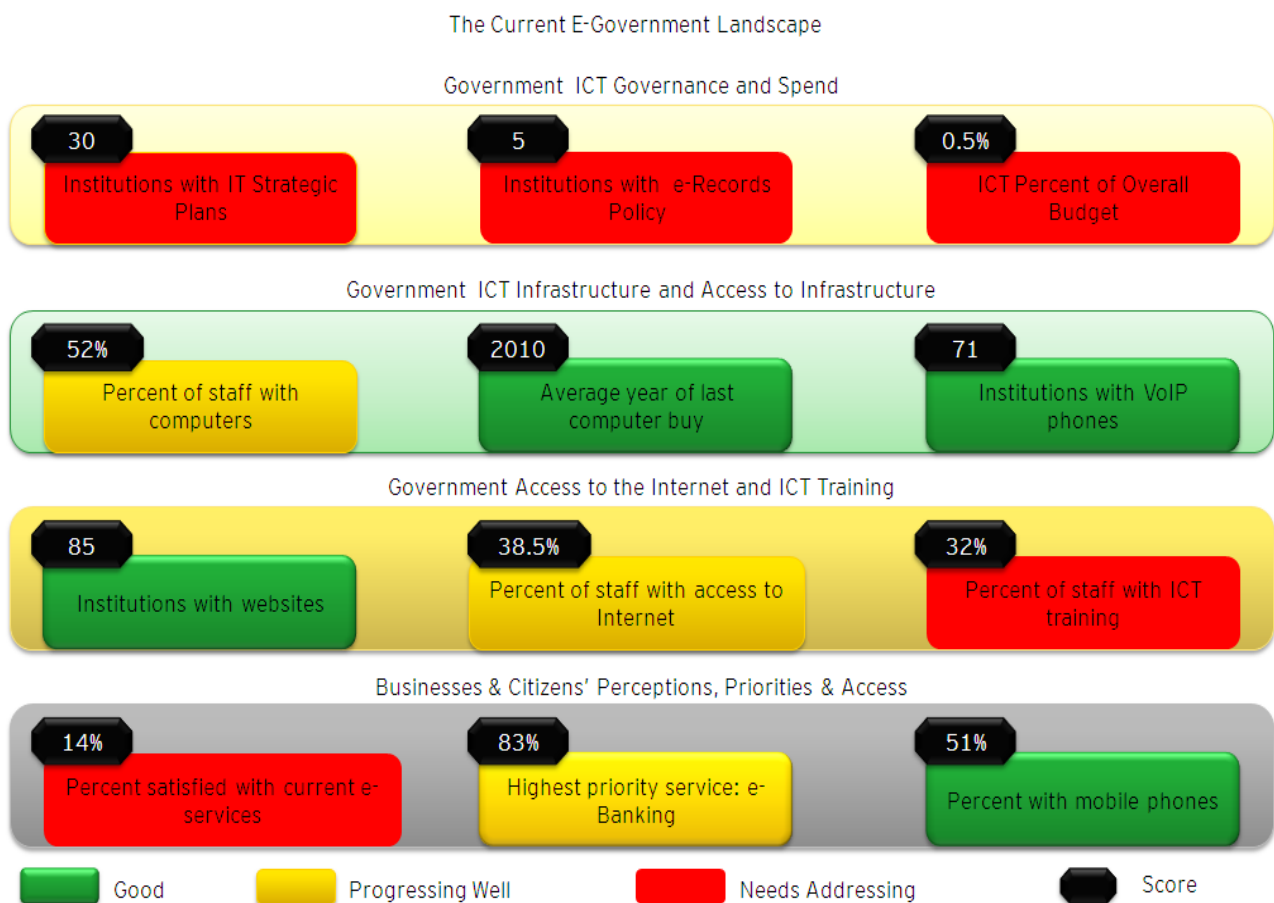 The Current E-Government Landscape
Government ICT Governance and Spend
30
Institutions with IT Strategic
Plans
5
Institutions with e-Records
Policy
0.5%
ICT Percent of Overall
Budget
Government ICT Infrastructure and Access to Infrastructure
52%
Percent of staff with
computers
2010
Average year of last
computer buy
71
Institutions with VoIP
phones
Government Access to the Internet and ICT Training
85
Institutions with websites
38.5%
Percent of staff with access to
Internet
32%
Percent of staff with ICT
training
Businesses & Citizens' Perceptions, Priorities & Access
14%
Percent satisfied with current e-
services
83%
Highest priority service: e-
Banking
51%
Percent with mobile phones
Good
Progressing Well
Needs Addressing
Score